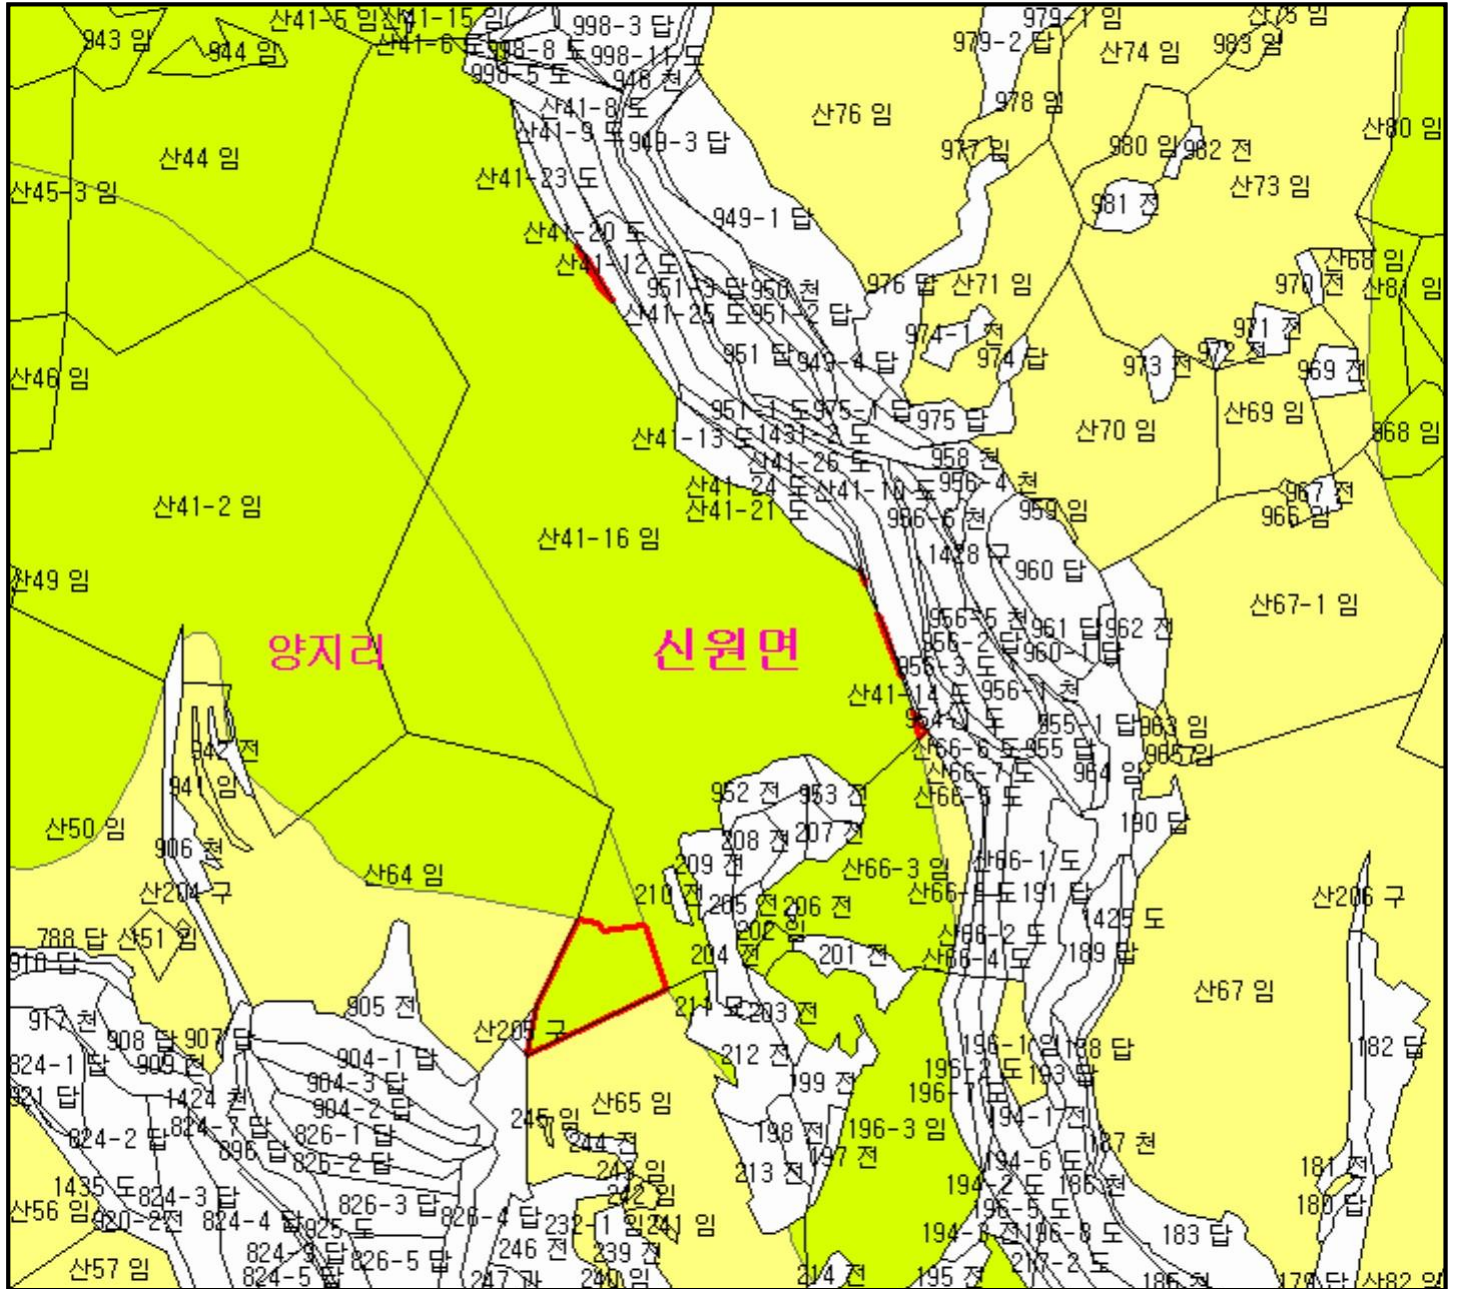 산41-5 임
산41-15 임
998-3 답
979-1 임
산75 임
943 임
944 임
산41-6 도
998-8 도
998-11 도
979-2 답
산74 임
983 임
998-5 도
948 천
산41-8 도
978 임
산76 임
산41-9 도
949-3 답
977 임
980 임
982 전
산80 임
산44 임
산41-23 도
산73 임
산45-3 임
981 전
949-1 답
산41-20 도
산41-12 도
산68 임
951-3 답
950 천
976 답
산71 임
970 전
산81 임
산41-25 도
951-2 답
974-1 전
971 전
951 답
949-4 답
974 답
973 전
972 전
969 전
산46 임
951-1 도
975-1 답
975 답
산69 임
산41-13 도
1431-2 도
산70 임
968 임
산41-26 도
958 천
산41-24 도
산41-10 도
956-4 천
967 전
산41-2 임
산41-21 도
956-6 천
959 임
966 임
산41-16 임
1428 구
960 답
산49 임
산67-1 임
956-5 천
961 답
962 전
양지리
신원면
956-2 답
960-1 답
956-3 도
산41-14 도
956-1 천
954-1 도
955-1 답
963 임
942 전
산66-6 도
955 답
965 임
941 임
산66-7 도
964 임
952 전
953 전
산66-5 도
산50 임
190 답
906 천
208 전
207 전
산64 임
209 전
산66-3 임
산66-1 도
산204 구
210 전
205 전
206 전
191 답
산206 구
1425 도
788 답
산51 임
202 임
산66-2 도
910 답
204 전
201 전
산66-4 도
189 답
산67 임
905 전
211 묘
203 전
917 천
908 답
907 답
산205 구
196-1 임
188 답
182 답
824-1 답
909 전
904-1 답
212 전
196-2 도
193 답
921 답
1424 천
904-3 답
199 전
196-7 도
904-2 답
산65 임
194-1 전
824-2 답
824-7 답
826-1 답
245 임
198 전
196-3 임
187 천
896 답
826-2 답
244 전
197 전
194-6 도
243 임
213 전
181 전
1435 도
824-3 답
826-3 답
242 임
194-2 도
186 천
180 답
산56 임
920-2 전
824-4 답
925 도
826-4 답
232-1 임
241 임
196-5 도
194-3 전
196-8 도
183 답
산57 임
826-5 답
246 전
239 전
217-2 도
824-5 답
247 과
240 임
214 전
195 전
179 답
산82 임